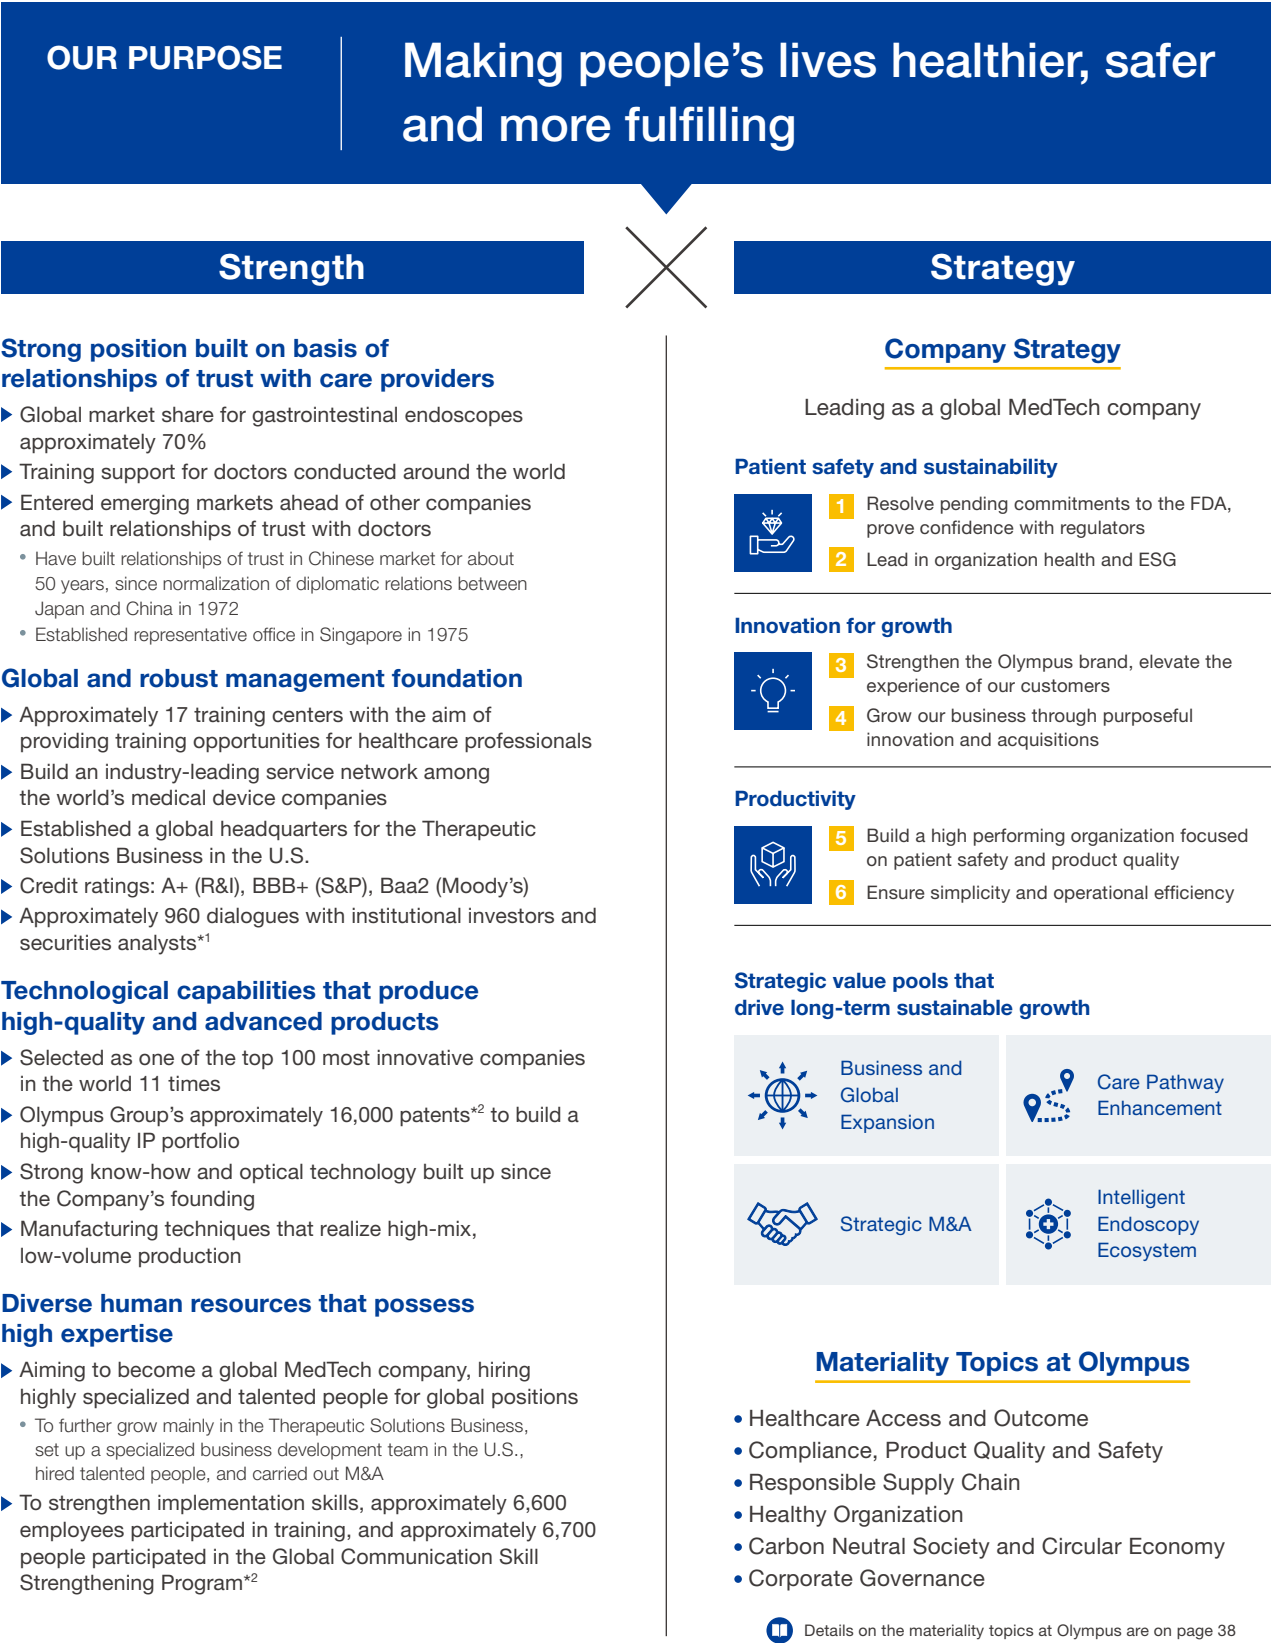 OUR PURPOSE
Making people’s lives healthier, safer
and more fulfilling
Strength
Strong position built on basis of
relationships of trust with care providers
Global market share for gastrointestinal endoscopes
approximately 70%
Training support for doctors conducted around the world
Entered emerging markets ahead of other companies
and built relationships of trust with doctors
• Have built relationships of trust in Chinese market for about
50 years, since normalization of diplomatic relations between
Japan and China in 1972
• Established representative office in Singapore in 1975
Global and robust management foundation
Approximately 17 training centers with the aim of
providing training opportunities for healthcare professionals
Build an industry-leading service network among
the world’s medical device companies
Established a global headquarters for the Therapeutic
Solutions Business in the U.S.
Credit ratings: A+ (R&I), BBB+ (S&P), Baa2 (Moody’s)
Approximately 960 dialogues with institutional investors and
securities analysts*1
Technological capabilities that produce
high-quality and advanced products
Selected as one of the top 100 most innovative companies
in the world 11 times
Olympus Group’s approximately 16,000 patents*2 to build a
high-quality IP portfolio
Strong know-how and optical technology built up since
the Company’s founding
Manufacturing techniques that realize high-mix,
low-volume production
Diverse human resources that possess
high expertise
Aiming to become a global MedTech company, hiring
highly specialized and talented people for global positions
• To further grow mainly in the Therapeutic Solutions Business,
set up a specialized business development team in the U.S.,
hired talented people, and carried out M&A
To strengthen implementation skills, approximately 6,600
employees participated in training, and approximately 6,700
people participated in the Global Communication Skill
Strengthening Program*2
Strategy
Company Strategy
Leading as a global MedTech company
Patient safety and sustainability
1 Resolve pending commitments to the FDA,
prove confidence with regulators
2 Lead in organization health and ESG
Innovation for growth
3 Strengthen the Olympus brand, elevate the
experience of our customers
4 Grow our business through purposeful
innovation and acquisitions
Productivity
5 Build a high performing organization focused
on patient safety and product quality
6 Ensure simplicity and operational efficiency
Strategic value pools that
drive long-term sustainable growth
Business and
Global
Expansion
Care Pathway
Enhancement
Strategic M&A
Intelligent
Endoscopy
Ecosystem
Materiality Topics at Olympus
• Healthcare Access and Outcome
• Compliance, Product Quality and Safety
• Responsible Supply Chain
• Healthy Organization
• Carbon Neutral Society and Circular Economy
• Corporate Governance
Details on the materiality topics at Olympus are on page 38